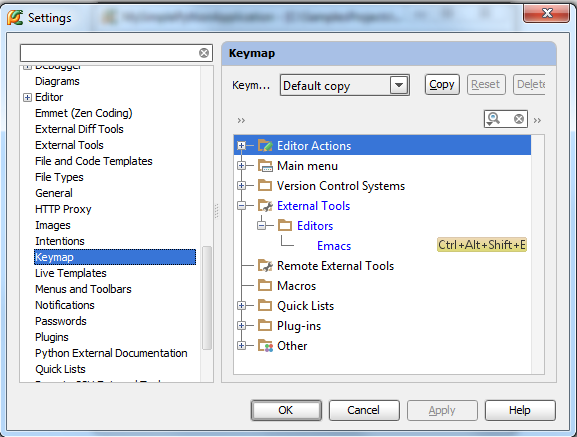 Settings
Debugger
Diagrams
Editor
Emmet (Zen Coding)
External Diff Tools
External Tools
File and Code Templates
File Types
General
HTTP Proxy
Images
Intentions
Keymap
Live Templates
Menus and Toolbars
Notifications
Passwords
Plugins
Python External Documentation
Quick Lists
Keymap
Keym... Default copy Copy Reset Delete
Editor Actions
Main menu
Version Control Systems
External Tools
Editors
Emacs Ctrl+Alt+Shift+E
Remote External Tools
Macros
Quick Lists
Plug-ins
Other
OK Cancel Apply Help